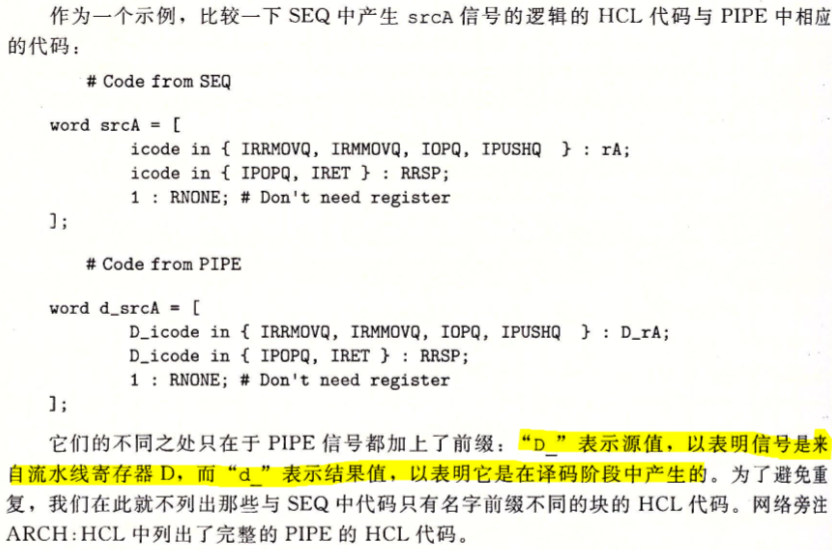 作为一个示例，比较一下 SEQ 中产生 srcA 信号的逻辑的 HCL 代码与 PIPE 中相应
的代码：
# Code from SEQ
word srcA = [
icode in { IRRMOVQ, IRMMOVQ, IOPQ, IPUSHQ  } : rA;
icode in { IPOPQ, IRET } : RRSP;
1 : RNONE; # Don't need register
];
# Code from PIPE
word d_srcA = [
D_icode in { IRRMOVQ, IRMMOVQ, IOPQ, IPUSHQ  } : D_rA;
D_icode in { IPOPQ, IRET } : RRSP;
1 : RNONE; # Don't need register
];
它们的不同之处只在于 PIPE 信号都加上了前缀：“D_”表示源值，以表明信号是来
自流水线寄存器 D，而“d_”表示结果值，以表明它是在译码阶段中产生的。为了避免重
复，我们在此就不列出那些与 SEQ 中代码只有名字前缀不同的块的 HCL 代码。网络旁注
ARCH:HCL 中列出了完整的 PIPE 的 HCL 代码。